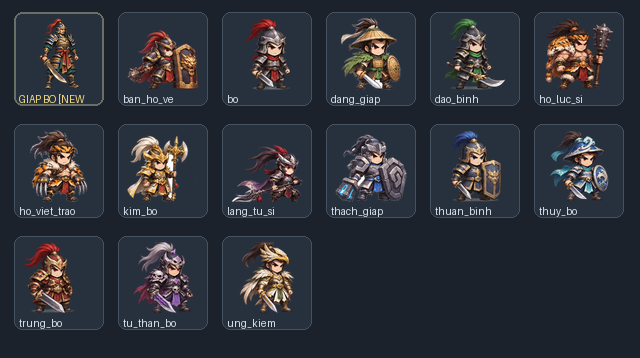 GIAP BO [NEW
ban_ho_ve
bo
dang_giap
dao_binh
ho_luc_si
ho_viet_trao
kim_bo
lang_tu_si
thach_giap
thuan_binh
thuy_bo
trung_bo
tu_than_bo
ung_kiem